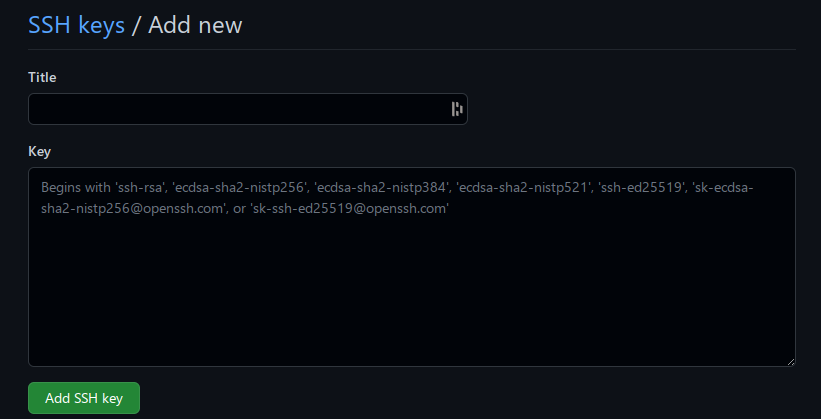 SSH keys / Add new
Title
Key
Begins with 'ssh-rsa', 'ecdsa-sha2-nistp256', 'ecdsa-sha2-nistp384', 'ecdsa-sha2-nistp521', 'ssh-ed25519', 'sk-ecdsa-
sha2-nistp256@openssh.com', or 'sk-ssh-ed25519@openssh.com'
Add SSH key